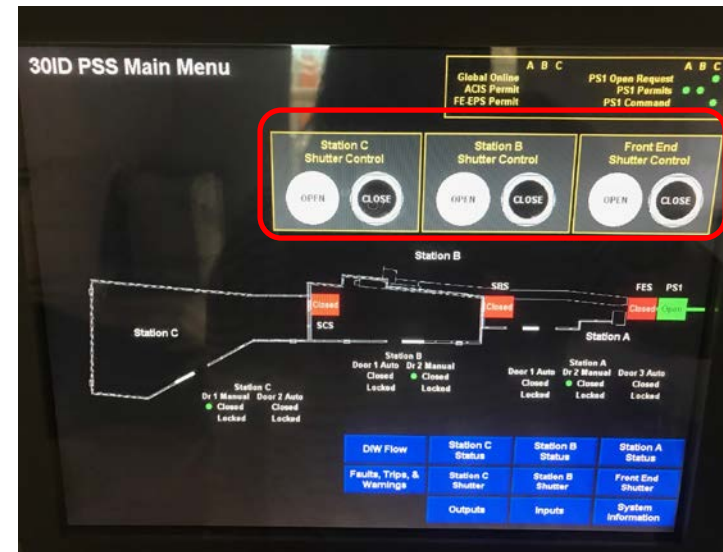 30ID PSS Main Menu
A B C
A B C
Global Online
PS1 Open Request
ACIS Permit
PS1 Permits
FE-EPS Permit
PS1 Command
Station C
Shutter Control
Station B
Shutter Control
Front End
Shutter Control
OPEN
CLOSE
OPEN
CLOSE
OPEN
CLOSE
Station B
SBS
FES
PS1
Closed
Closed
Closed
Open
SCS
Station C
Station A
Station B
Door 1 Auto Dr 2 Manual
Closed Closed
Locked Locked
Station A
Door 1 Auto Dr 2 Manual Door 3 Auto
Closed Closed Closed
Locked Locked Locked
Station C
Dr 1 Manual Door 2 Auto
Closed Closed
Locked Locked
DIW Flow
Station C
Status
Station B
Status
Station A
Status
Faults, Trips, &
Warnings
Station C
Shutter
Station B
Shutter
Front End
Shutter
Outputs
Inputs
System
Information